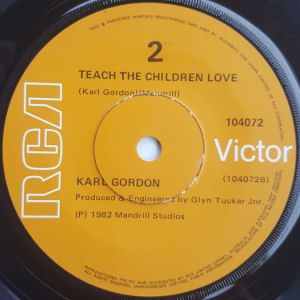 2
TEACH THE CHILDREN LOVE
(Karl Gordon)(Mandrill)
104072
RCA
Victor
(104072B)
KARL GORDON
Produced & Engineered by Glyn Tucker Jnr.
(P) 1982 Mandrill Studios